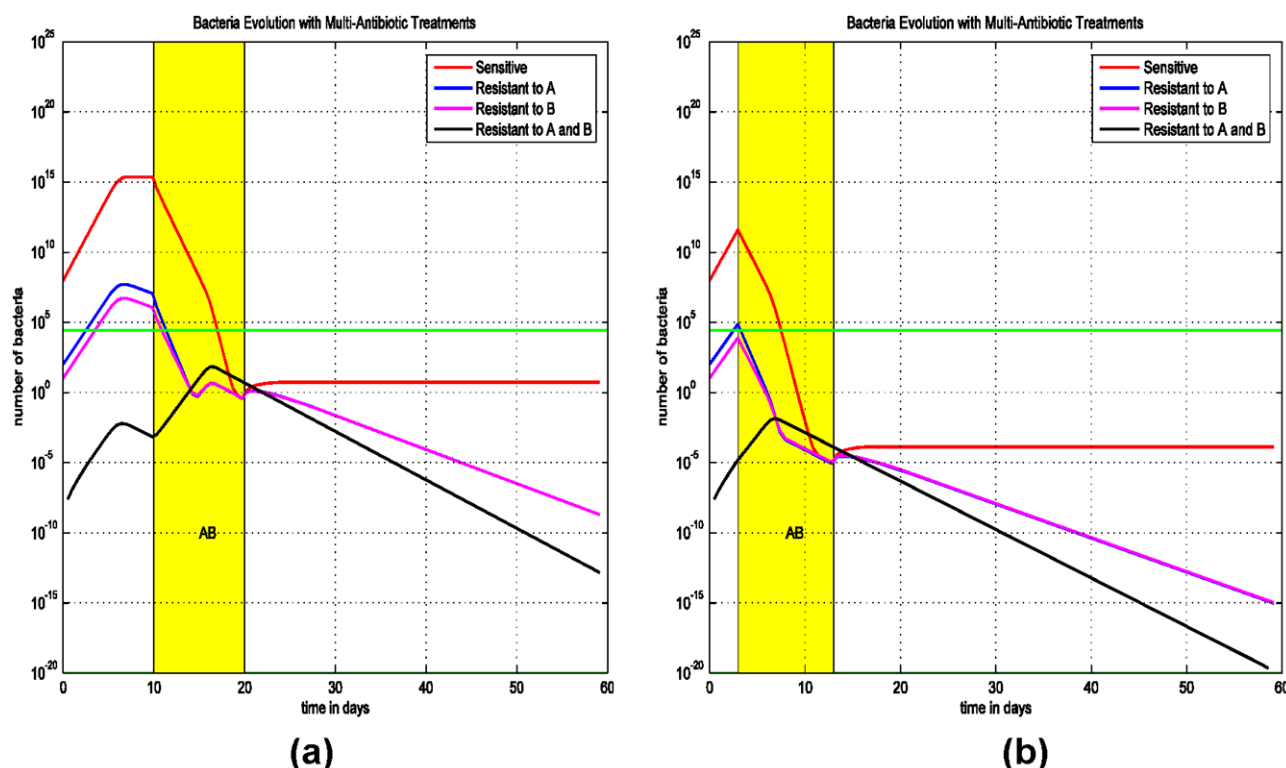 Bacteria Evolution with Multi-Antibiotic Treatments
10^25
10^20
10^15
10^10
10^5
10^0
10^-5
10^-10
10^-15
10^-20
number of bacteria
Sensitive
Resistant to A
Resistant to B
Resistant to A and B
AB
0 10 20 30 40 50 60
time in days
(a)
Bacteria Evolution with Multi-Antibiotic Treatments
10^25
10^20
10^15
10^10
10^5
10^0
10^-5
10^-10
10^-15
10^-20
number of bacteria
Sensitive
Resistant to A
Resistant to B
Resistant to A and B
AB
0 10 20 30 40 50 60
time in days
(b)